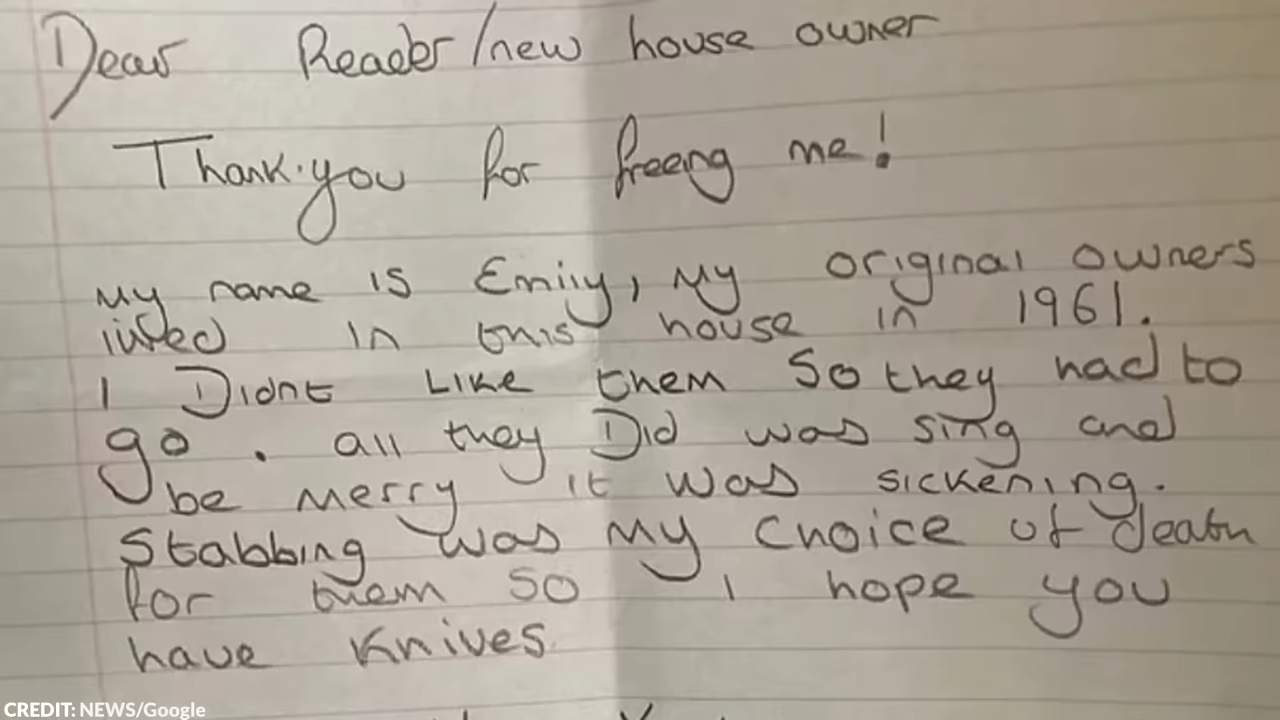 Dear Reader/new house owner
Thank.you for freeing me!
my name is Emily, my original owners
lived in this house in 1961.
I Didnt Like them So they had to
go. all they Did was sing and
be merry it was sickening.
Stabbing was my choice of death
for them so I hope you
have Knives
CREDIT: NEWS/Google